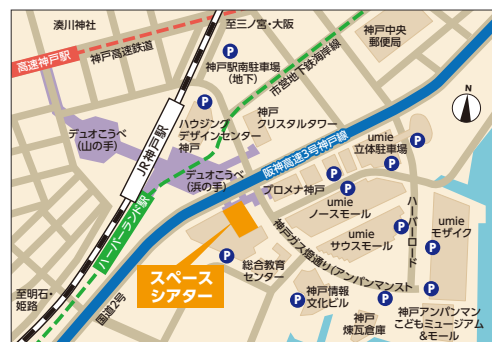 湊川神社
至三ノ宮・大阪
神戸中央
郵便局
高速神戸駅
神戸高速鉄道
P
神戸駅南駐車場
(地下)
市営地下鉄海岸線
N
P
ハウジング
デザインセンター
神戸
神戸
クリスタルタワー
デュオこうべ
(山の手)
JR神戸駅
阪神高速3号神戸線
umie
立体駐車場
P
デュオこうべ
(浜の手)
プロメナ神戸
P
P
P
ハーバーランド駅
umie
ノースモール
ハーバーロード
umie
モザイク
P
P
umie
サウスモール
神戸ガス燈通り(アンパンマンスト)
P
スペース
シアター
総合教育
センター
至明石・
姫路
国道2号
P
神戸情報
文化ビル
P
P
神戸
煉瓦倉庫
神戸アンパンマン
こどもミュージアム
&モール